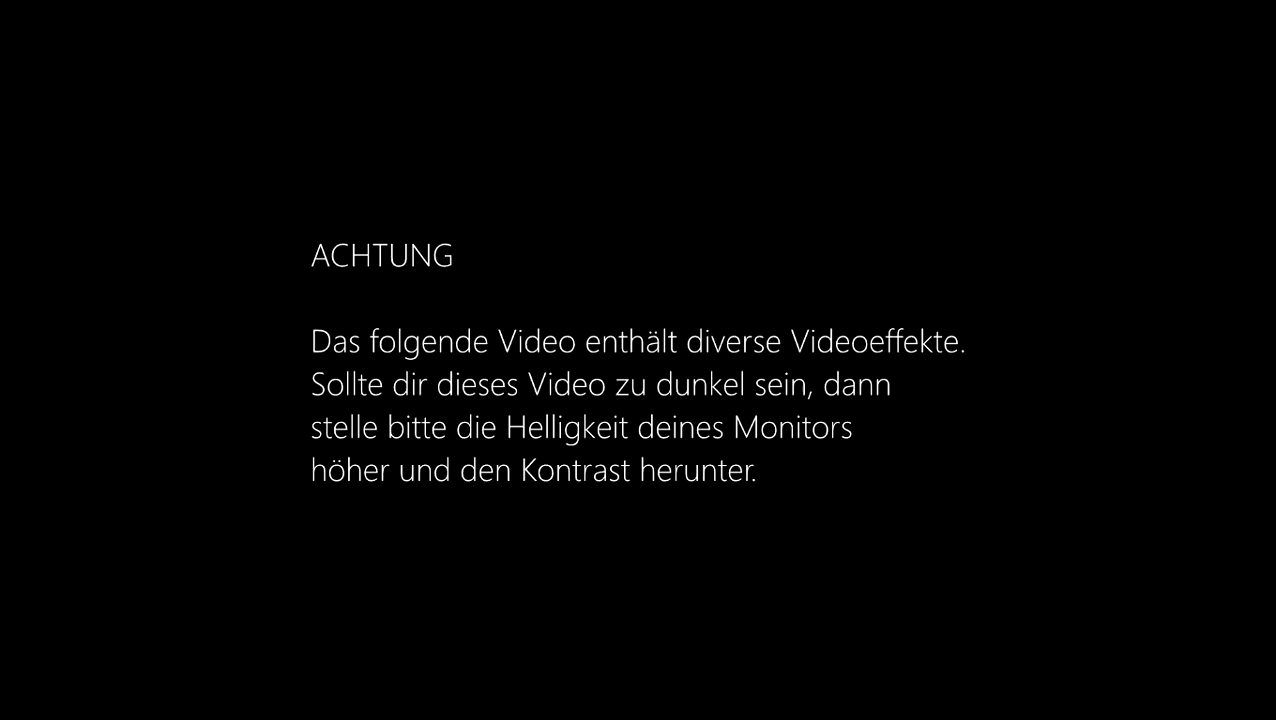 ACHTUNG
Das folgende Video enthält diverse Videoeffekte.
Sollte dir dieses Video zu dunkel sein, dann
stelle bitte die Helligkeit deines Monitors
höher und den Kontrast herunter.